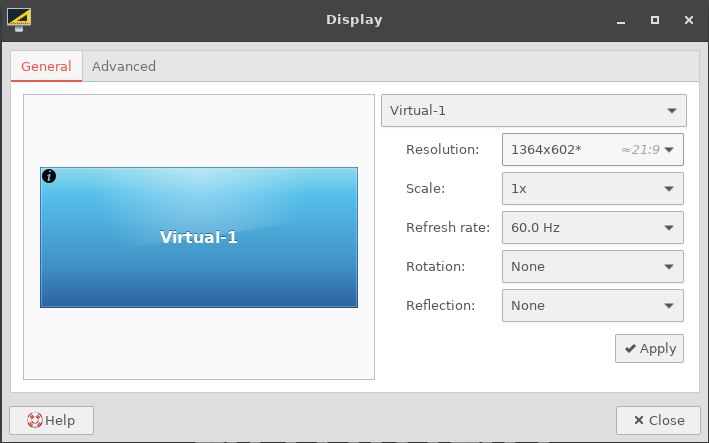 Display
General Advanced
Virtual-1
Virtual-1
Resolution: 1364x602* ≈21:9
Scale: 1x
Refresh rate: 60.0 Hz
Rotation: None
Reflection: None
Apply
Help Close